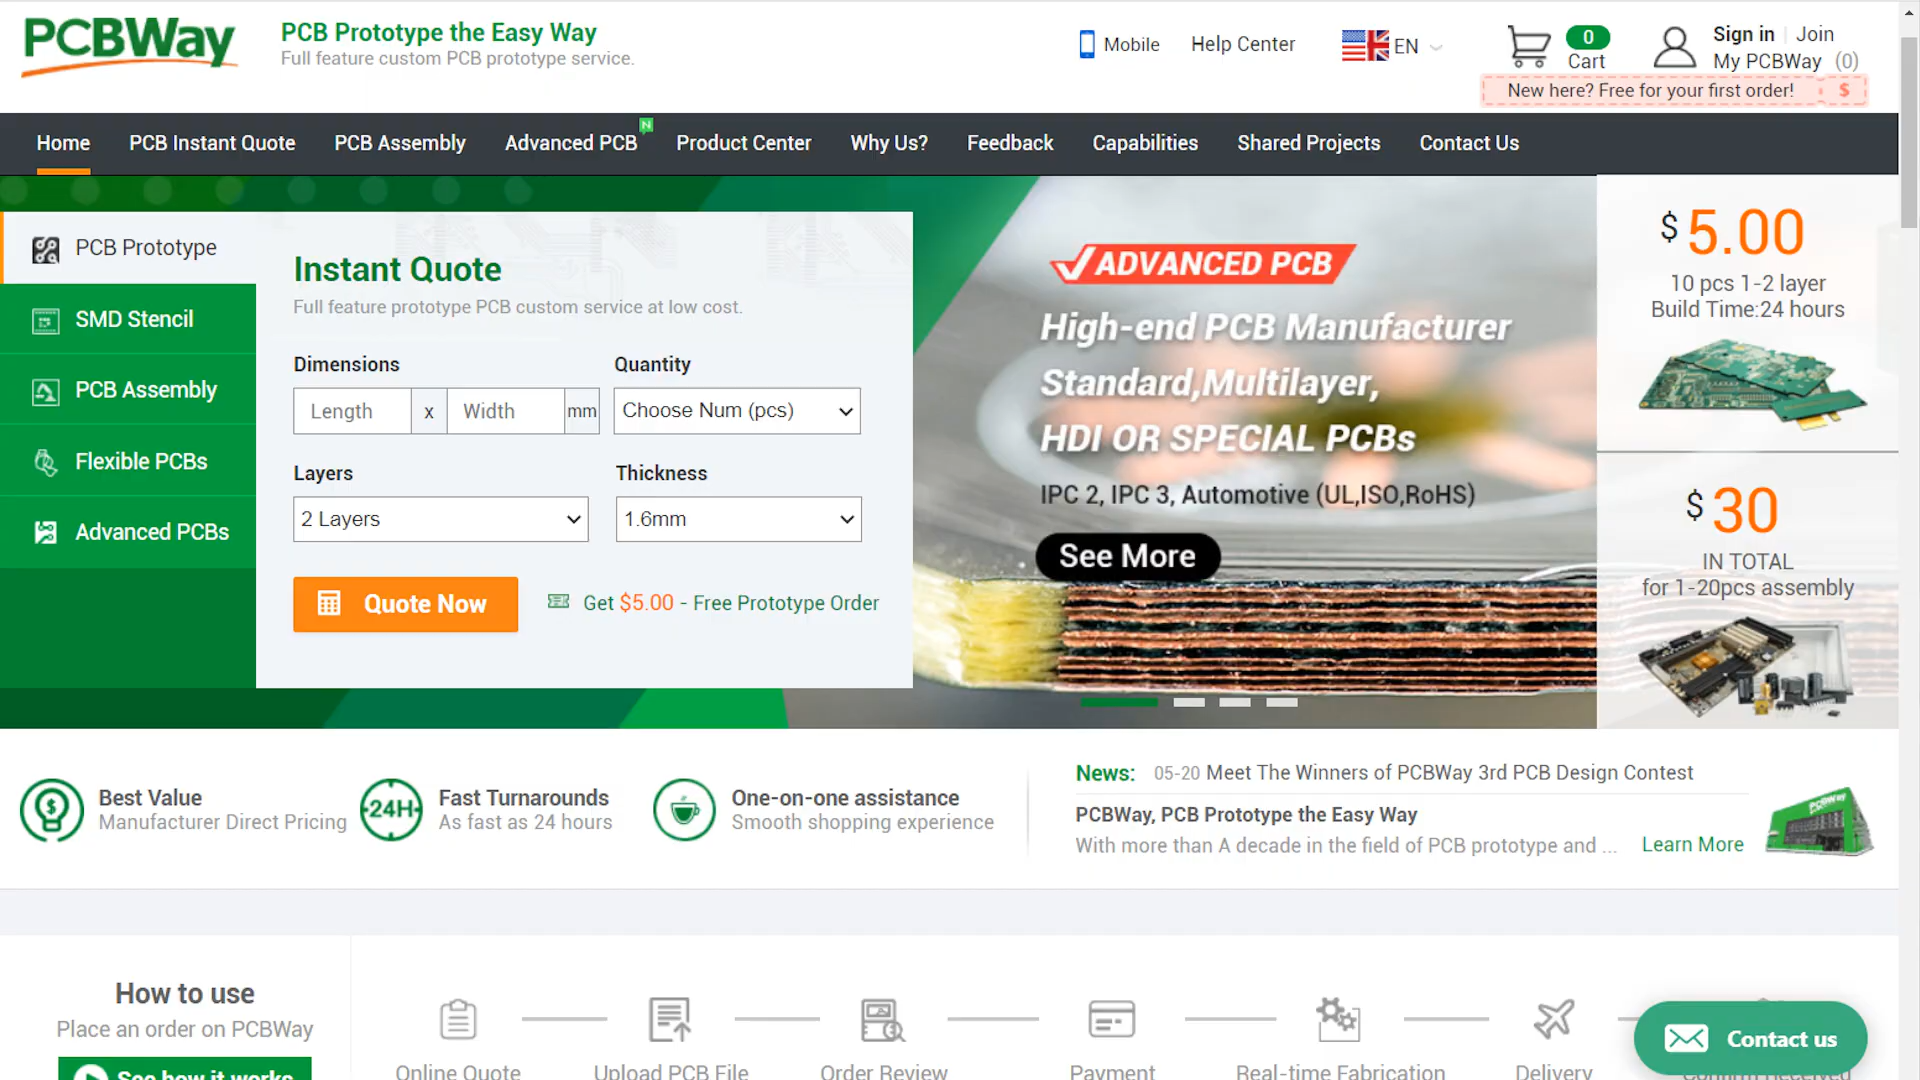 PCBWay
PCB Prototype the Easy Way
Full feature custom PCB prototype service.
Mobile
Help Center
EN
0
Cart
Sign in
Join
My PCBWay (0)
New here? Free for your first order! $
Home
PCB Instant Quote
PCB Assembly
Advanced PCB
N
Product Center
Why Us?
Feedback
Capabilities
Shared Projects
Contact Us
PCB Prototype
SMD Stencil
PCB Assembly
Flexible PCBs
Advanced PCBs
Instant Quote
Full feature prototype PCB custom service at low cost.
Dimensions
Quantity
Length x Width mm
Choose Num (pcs)
Layers
Thickness
2 Layers
1.6mm
Quote Now
Get $5.00 - Free Prototype Order
ADVANCED PCB
High-end PCB Manufacturer
Standard,Multilayer,
HDI OR SPECIAL PCBs
IPC 2, IPC 3, Automotive (UL,ISO,RoHS)
See More
$ 5.00
10 pcs 1-2 layer
Build Time:24 hours
$ 30
IN TOTAL
for 1-20pcs assembly
Best Value
Manufacturer Direct Pricing
24H
Fast Turnarounds
As fast as 24 hours
One-on-one assistance
Smooth shopping experience
News: 05-20 Meet The Winners of PCBWay 3rd PCB Design Contest
PCBWay, PCB Prototype the Easy Way
With more than A decade in the field of PCB prototype and ...
Learn More
PCBWay
How to use
Place an order on PCBWay
See how it works
Online Quote
Upload PCB File
Order Review
Payment
Real-time Fabrication
Delivery
Contact us